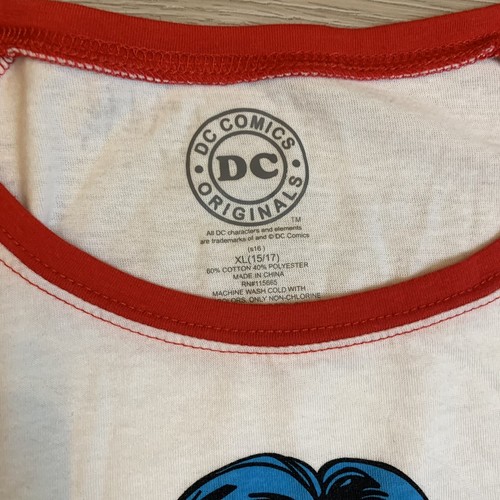 DC COMICS
DC
ORIGINALS
TM
All DC characters and elements
are trademarks of and © DC Comics
(s16)
XL(15/17)
60% COTTON 40% POLYESTER
MADE IN CHINA
RN#115665
MACHINE WASH COLD WITH
COLORS, ONLY NON-CHLORINE